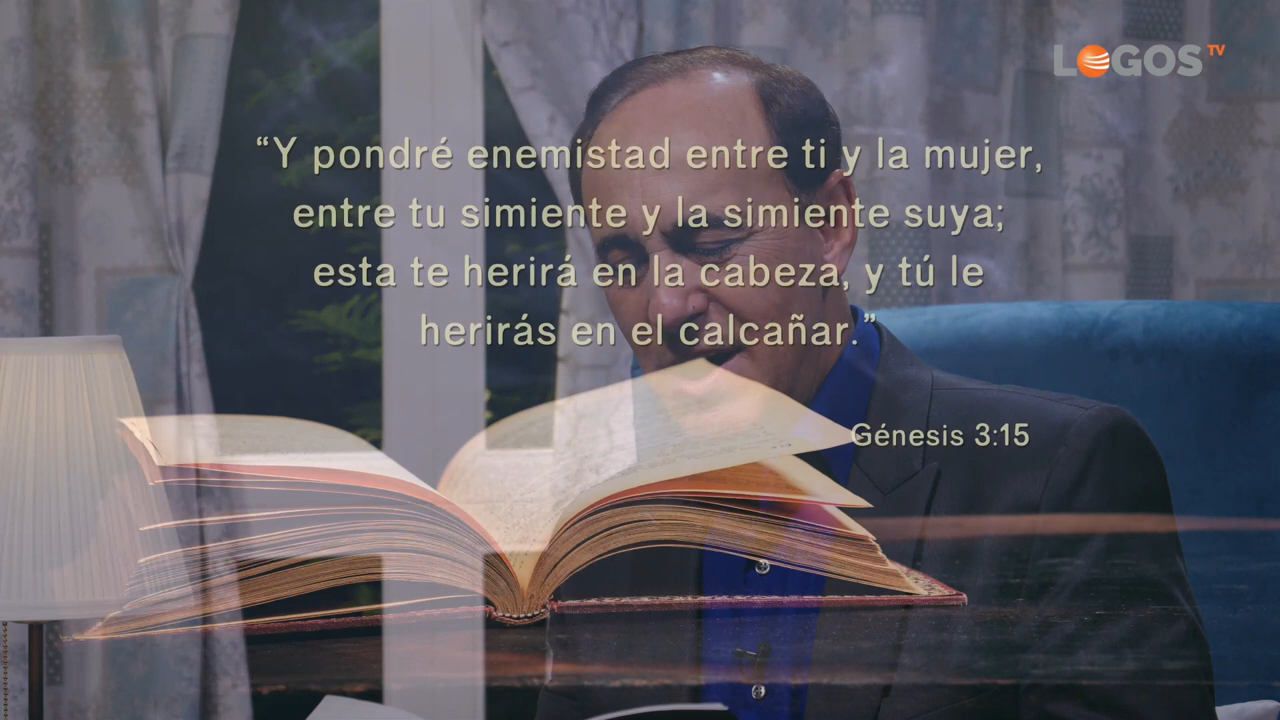 LOGOS TV
“Y pondré enemistad entre ti y la mujer,
entre tu simiente y la simiente suya;
esta te herirá en la cabeza, y tú le
herirás en el calcañar.”
Génesis 3:15